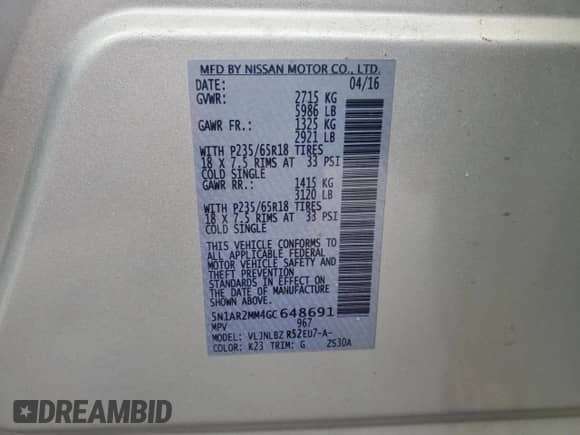 MFD BY NISSAN MOTOR CO., LTD.
DATE: 04/16
GVWR: 2715 KG
5986 LB
GAWR FR.: 1325 KG
2921 LB
WITH P235/65R18 TIRES
18 X 7.5 RIMS AT 33 PSI
COLD SINGLE
GAWR RR.: 1415 KG
3120 LB
WITH P235/65R18 TIRES
18 X 7.5 RIMS AT 33 PSI
COLD SINGLE
THIS VEHICLE CONFORMS TO
ALL APPLICABLE FEDERAL
MOTOR VEHICLE SAFETY AND
THEFT PREVENTION
STANDARDS IN EFFECT ON
THE DATE OF MANUFACTURE
SHOWN ABOVE.
5N1AR2MM4GC648691
MPV 967
MODEL: VLJNLBZ R52EU7-A-
COLOR: K23 TRIM: G 2S30A
DREAMBID